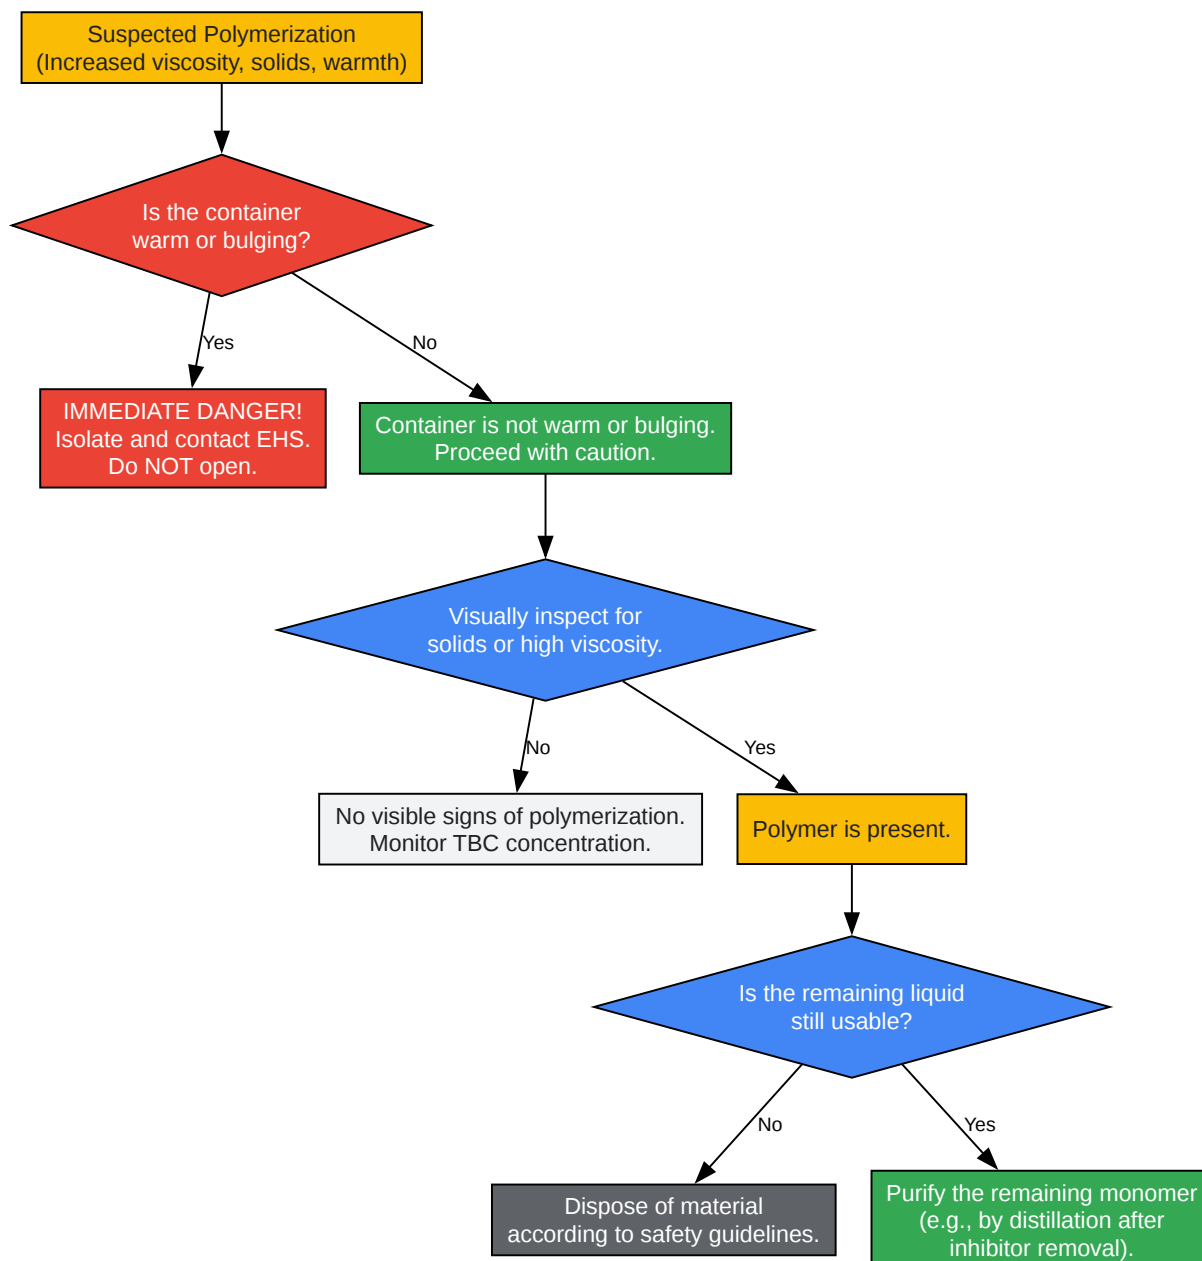 Suspected Polymerization
(Increased viscosity, solids, warmth)
Is the container
warm or bulging?
Yes
No
IMMEDIATE DANGER!
Isolate and contact EHS.
Do NOT open.
Container is not warm or bulging.
Proceed with caution.
Visually inspect for
solids or high viscosity.
No
Yes
No visible signs of polymerization.
Monitor TBC concentration.
Polymer is present.
Is the remaining liquid
still usable?
No
Yes
Dispose of material
according to safety guidelines.
Purify the remaining monomer
(e.g., by distillation after
inhibitor removal).